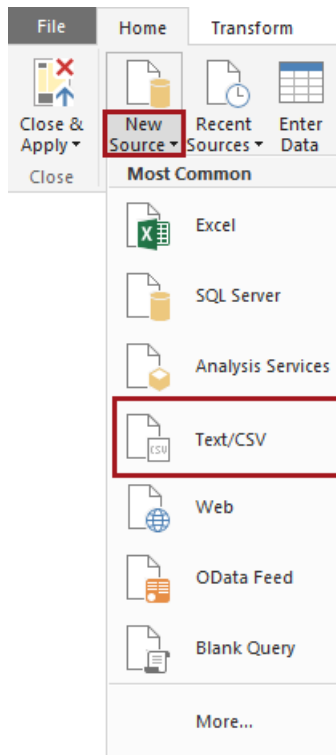 File Home Transform
Close & New Recent Enter
Apply Source Sources Data
Close
Most Common
Excel
SQL Server
Analysis Services
CSV Text/CSV
Web
OData Feed
Blank Query
More...